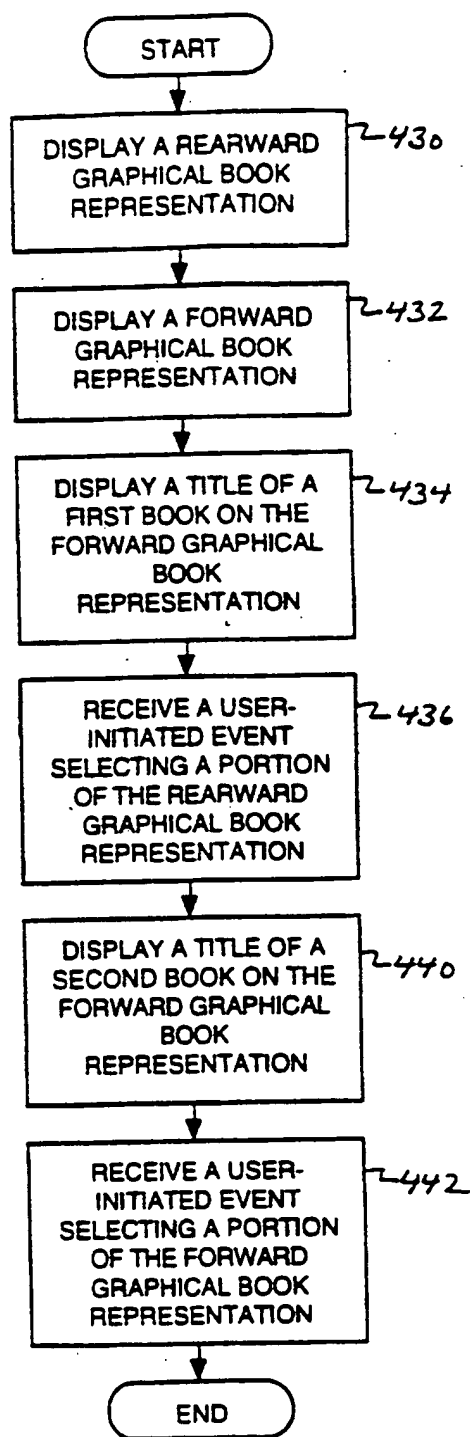 START
DISPLAY A REARWARD
GRAPHICAL BOOK
REPRESENTATION
430
DISPLAY A FORWARD
GRAPHICAL BOOK
REPRESENTATION
432
DISPLAY A TITLE OF A
FIRST BOOK ON THE
FORWARD GRAPHICAL
BOOK
REPRESENTATION
434
RECEIVE A USER-
INITIATED EVENT
SELECTING A PORTION
OF THE REARWARD
GRAPHICAL BOOK
REPRESENTATION
436
DISPLAY A TITLE OF A
SECOND BOOK ON THE
FORWARD GRAPHICAL
BOOK
REPRESENTATION
440
RECEIVE A USER-
INITIATED EVENT
SELECTING A PORTION
OF THE FORWARD
GRAPHICAL BOOK
REPRESENTATION
442
END